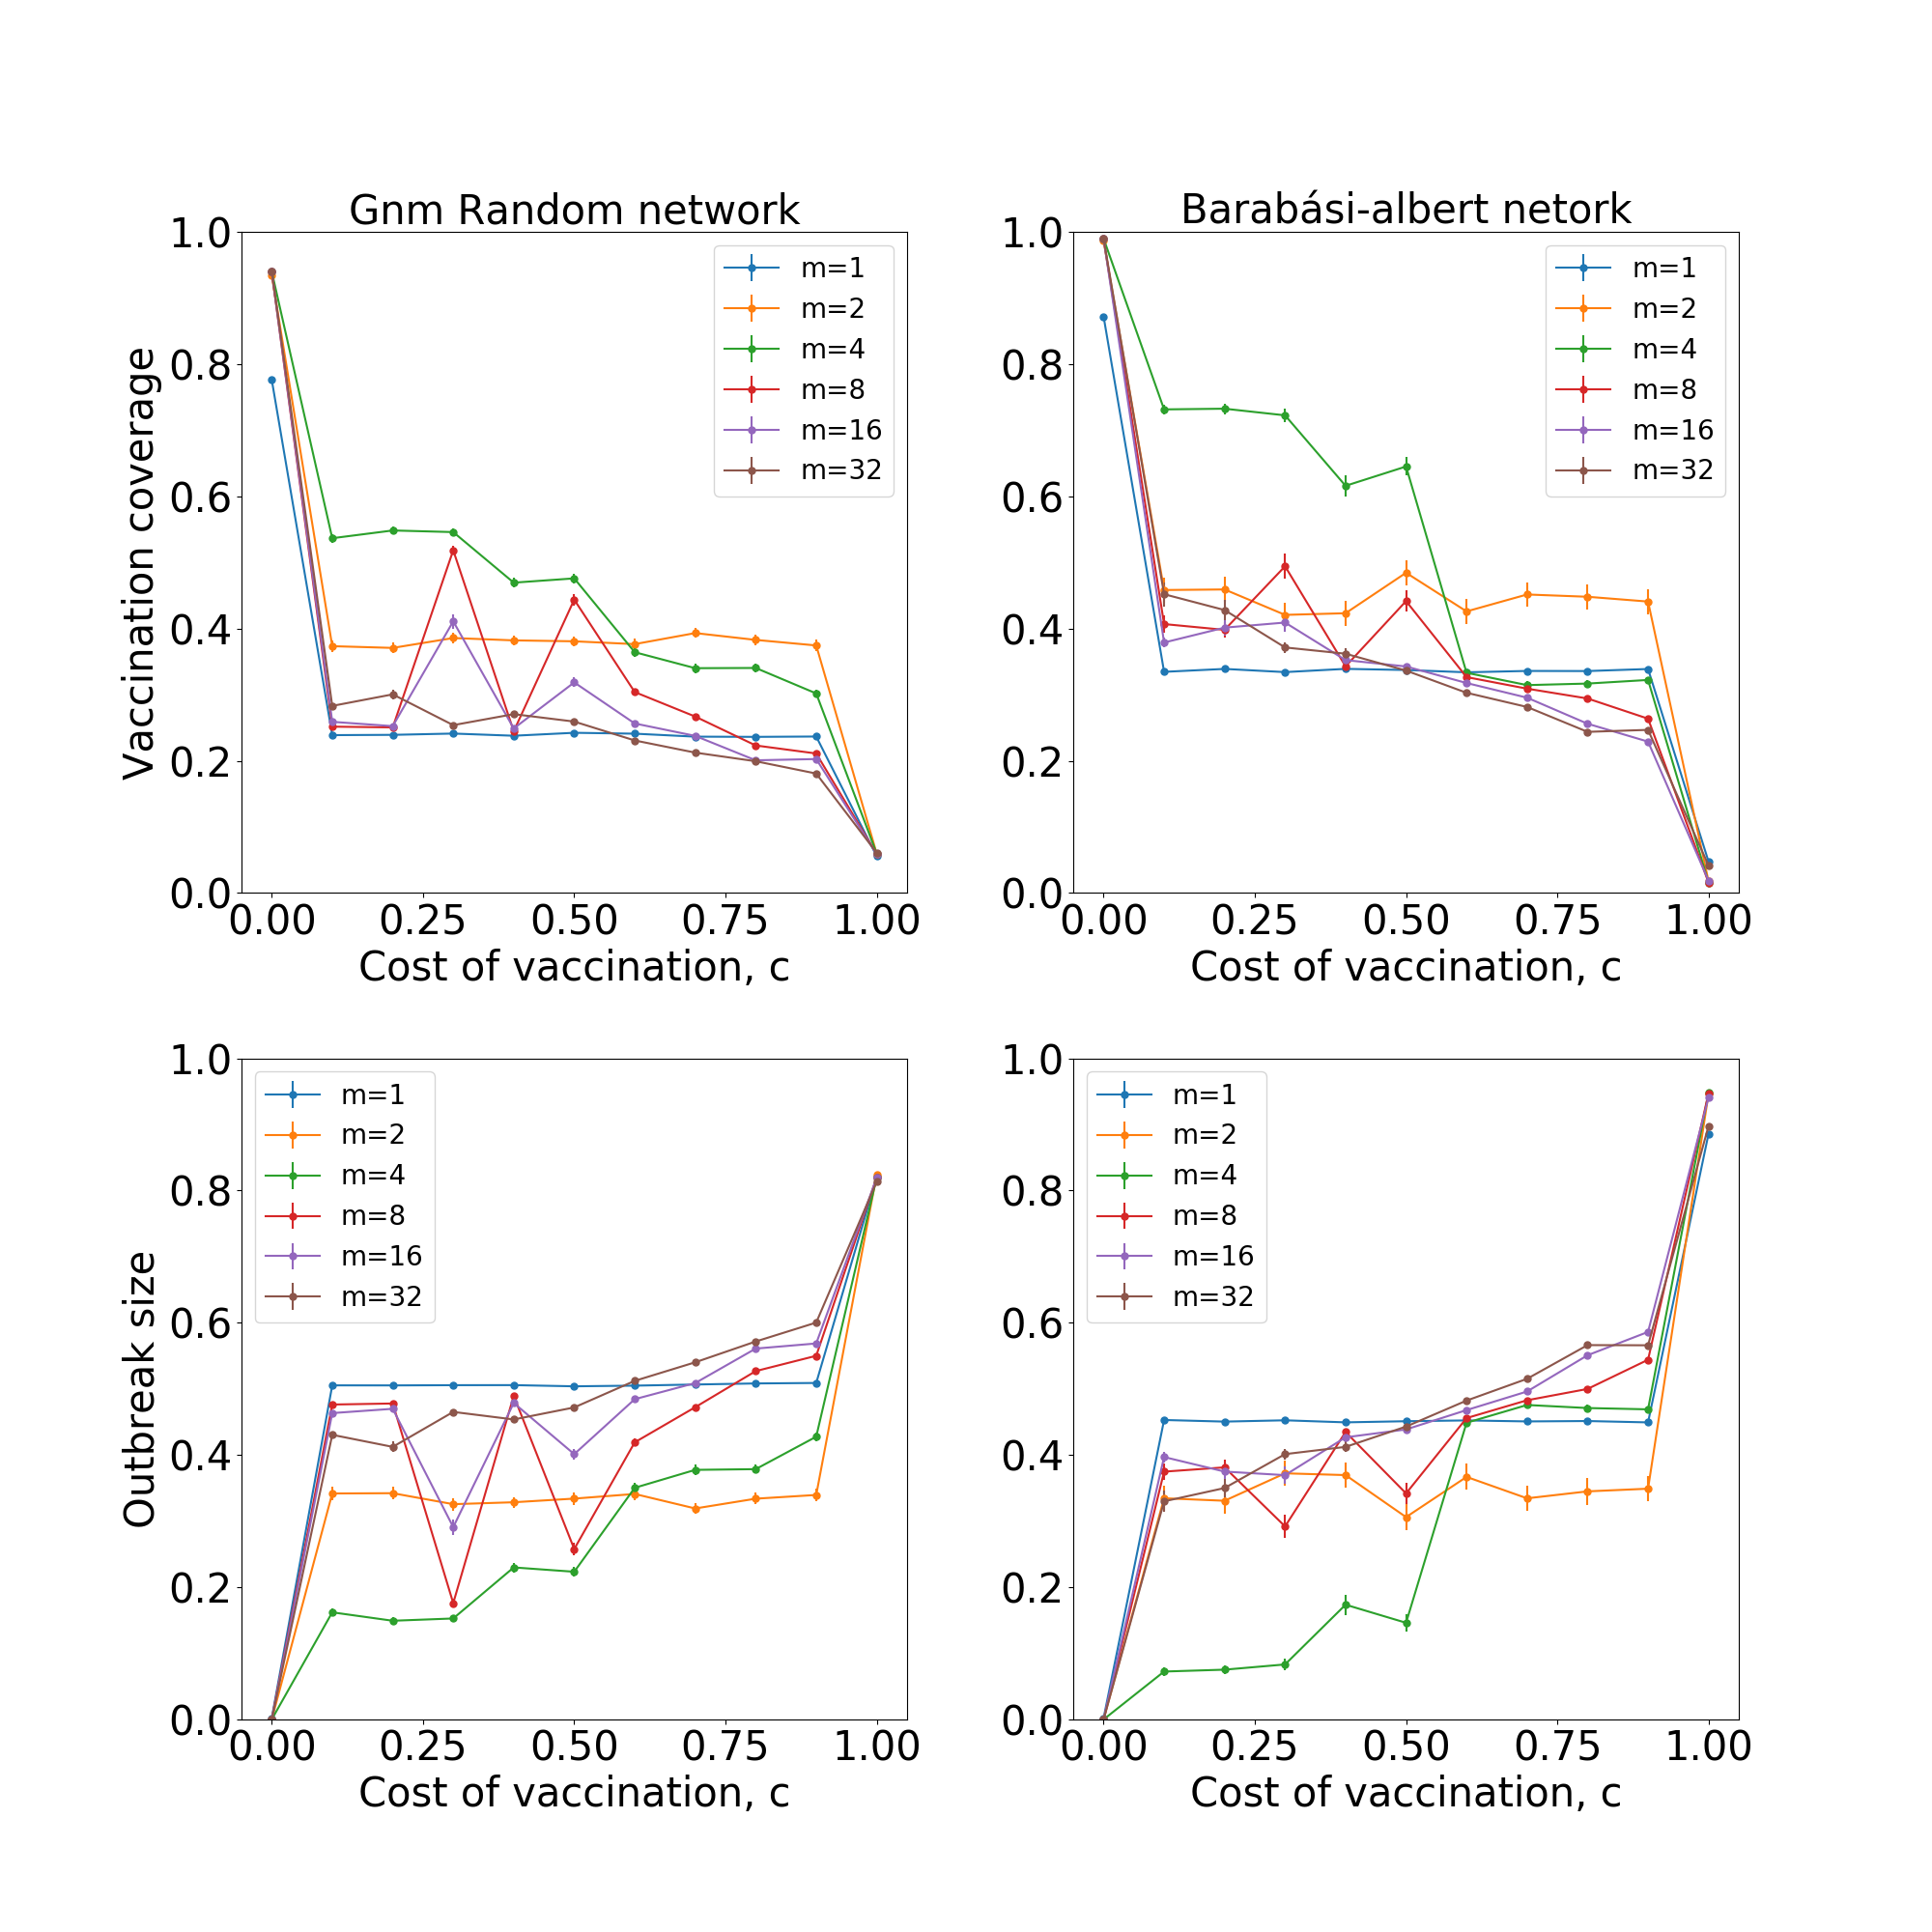 Gnm Random network
1.0
0.8
0.6
0.4
0.2
0.0
Vaccination coverage
m=1
m=2
m=4
m=8
m=16
m=32
0.00 0.25 0.50 0.75 1.00
Cost of vaccination, c
Barabási-albert netork
1.0
0.8
0.6
0.4
0.2
0.0
m=1
m=2
m=4
m=8
m=16
m=32
0.00 0.25 0.50 0.75 1.00
Cost of vaccination, c
1.0
0.8
0.6
0.4
0.2
0.0
Outbreak size
m=1
m=2
m=4
m=8
m=16
m=32
0.00 0.25 0.50 0.75 1.00
Cost of vaccination, c
1.0
0.8
0.6
0.4
0.2
0.0
m=1
m=2
m=4
m=8
m=16
m=32
0.00 0.25 0.50 0.75 1.00
Cost of vaccination, c